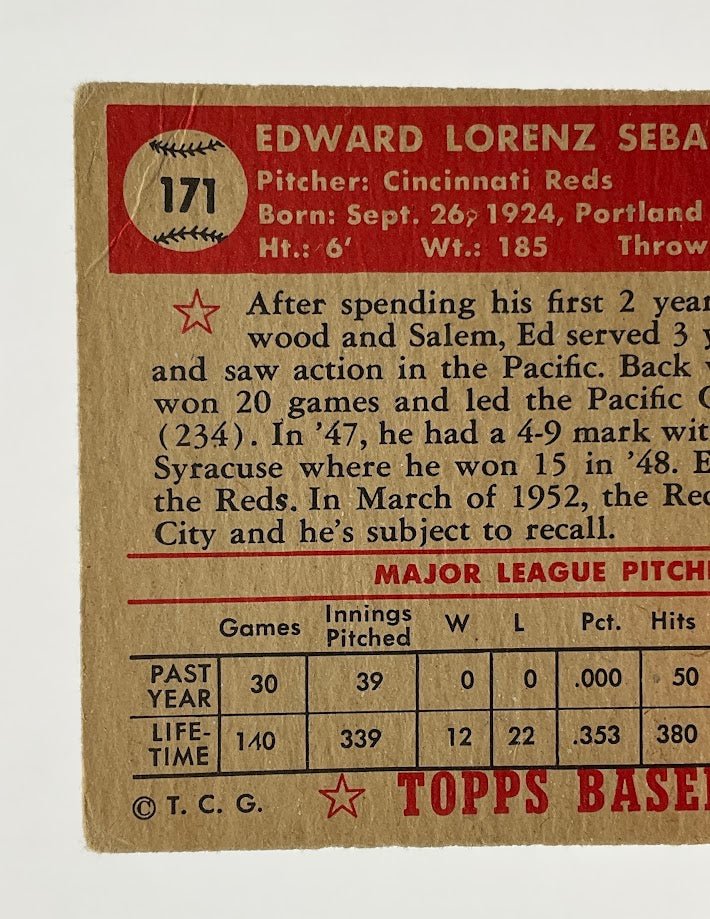 171
EDWARD LORENZ SEBA
Pitcher: Cincinnati Reds
Born: Sept. 26, 1924, Portland
Ht.: 6' Wt.: 185 Throw
After spending his first 2 year
wood and Salem, Ed served 3 y
and saw action in the Pacific. Back
won 20 games and led the Pacific C
(234). In '47, he had a 4-9 mark wit
Syracuse where he won 15 in '48. E
the Reds. In March of 1952, the Red
City and he's subject to recall.
MAJOR LEAGUE PITCHI
Games Innings Pitched W L Pct. Hits
PAST YEAR 30 39 0 0 .000 50
LIFE-TIME 140 339 12 22 .353 380
© T. C. G. TOPPS BASE